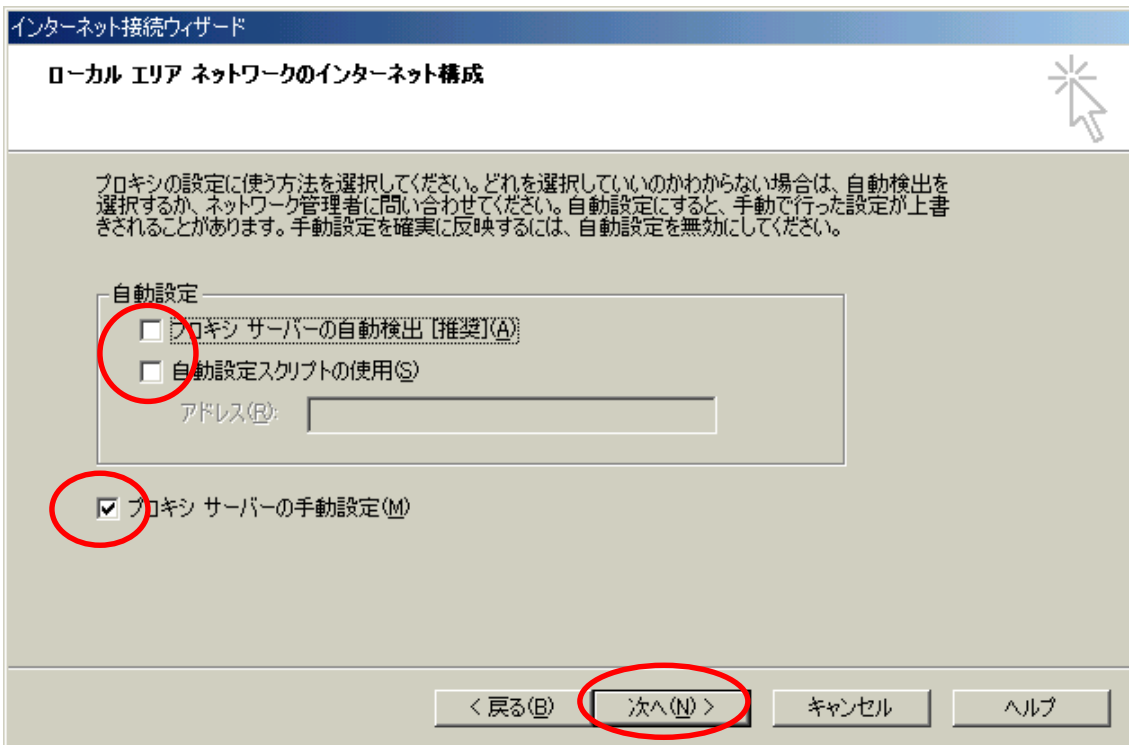 インターネット接続ウィザード
ローカル エリア ネットワークのインターネット構成
プロキシの設定に使う方法を選択してください。どれを選択していいのかわからない場合は、自動検出を
選択するか、ネットワーク管理者に問い合わせてください。自動設定にすると、手動で行った設定が上書
きされることがあります。手動設定を確実に反映するには、自動設定を無効にしてください。
自動設定
プロキシ サーバーの自動検出 [推奨](A)
自動設定スクリプトの使用(S)
アドレス(R):
プロキシ サーバーの手動設定(M)
< 戻る(B) 次へ(N) > キャンセル ヘルプ